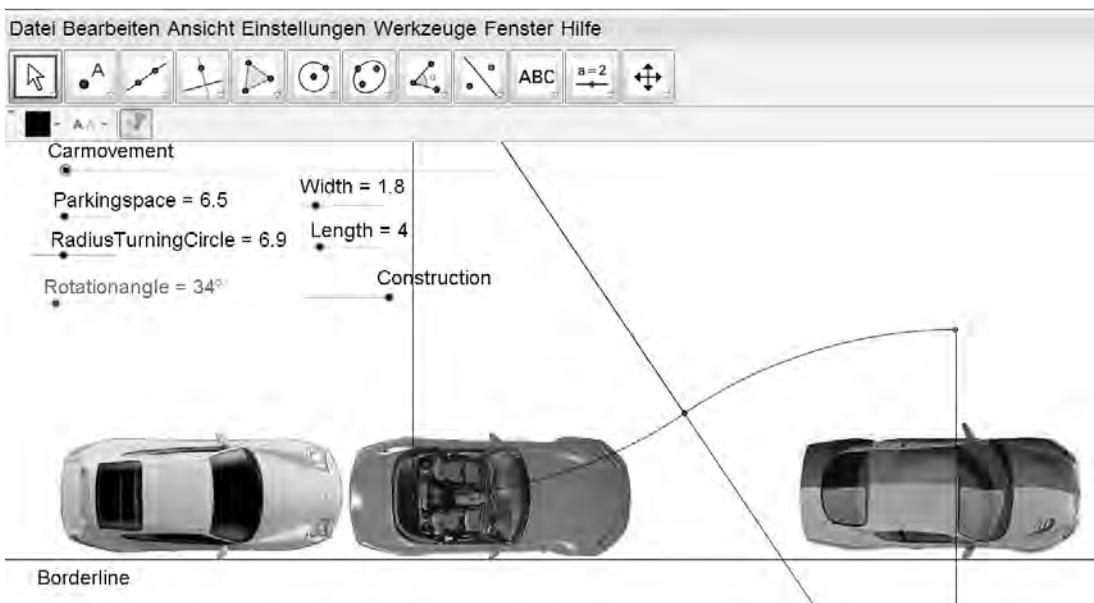 Datei Bearbeiten Ansicht Einstellungen Werkzeuge Fenster Hilfe
A
ABC
a=2
AA
Carmovement
Parkingspace = 6.5
RadiusTurningCircle = 6.9
Rotationangle = 34°
Width = 1.8
Length = 4
Construction
Borderline